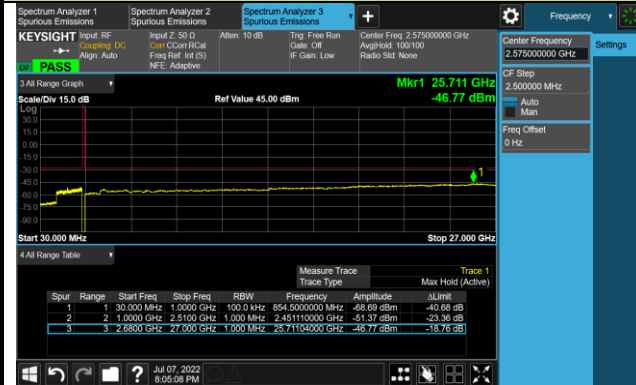 Spectrum Analyzer 1
Spurious Emissions
Spectrum Analyzer 2
Spurious Emissions
Spectrum Analyzer 3
Spurious Emissions
Frequency
KEYSIGHT
Input: RF
Coupling: DC
Align: Auto
Input Z: 50 Ω
Corr CCorr RCal
Freq Ref: Int (S)
NFE: Adaptive
Atten: 10 dB
Trig: Free Run
Gate: Off
IF Gain: Low
Center Freq: 2.575000000 GHz
Avg|Hold: 100/100
Radio Std: None
PASS
Center Frequency
2.575000000 GHz
Settings
CF Step
2.500000 MHz
Auto
Man
Freq Offset
0 Hz
3 All Range Graph
Mkr1 25.711 GHz
Scale/Div 15.0 dB
Ref Value 45.00 dBm
-46.77 dBm
Log
30.0
15.0
0.00
-15.0
-30.0
-45.0
-60.0
-75.0
-90.0
1
Start 30.000 MHz
Stop 27.000 GHz
4 All Range Table
Measure Trace Trace 1
Trace Type Max Hold (Active)
Spur Range Start Freq Stop Freq RBW Frequency Amplitude ΔLimit
1 1 30.000 MHz 1.0000 GHz 100.0 kHz 854.5000000 MHz -68.69 dBm -40.68 dB
2 2 1.0000 GHz 2.5100 GHz 1.000 MHz 2.451110000 GHz -51.37 dBm -23.36 dB
3 3 2.6800 GHz 27.000 GHz 1.000 MHz 25.71104000 GHz -46.77 dBm -18.76 dB
Jul 07, 2022
8:05:08 PM